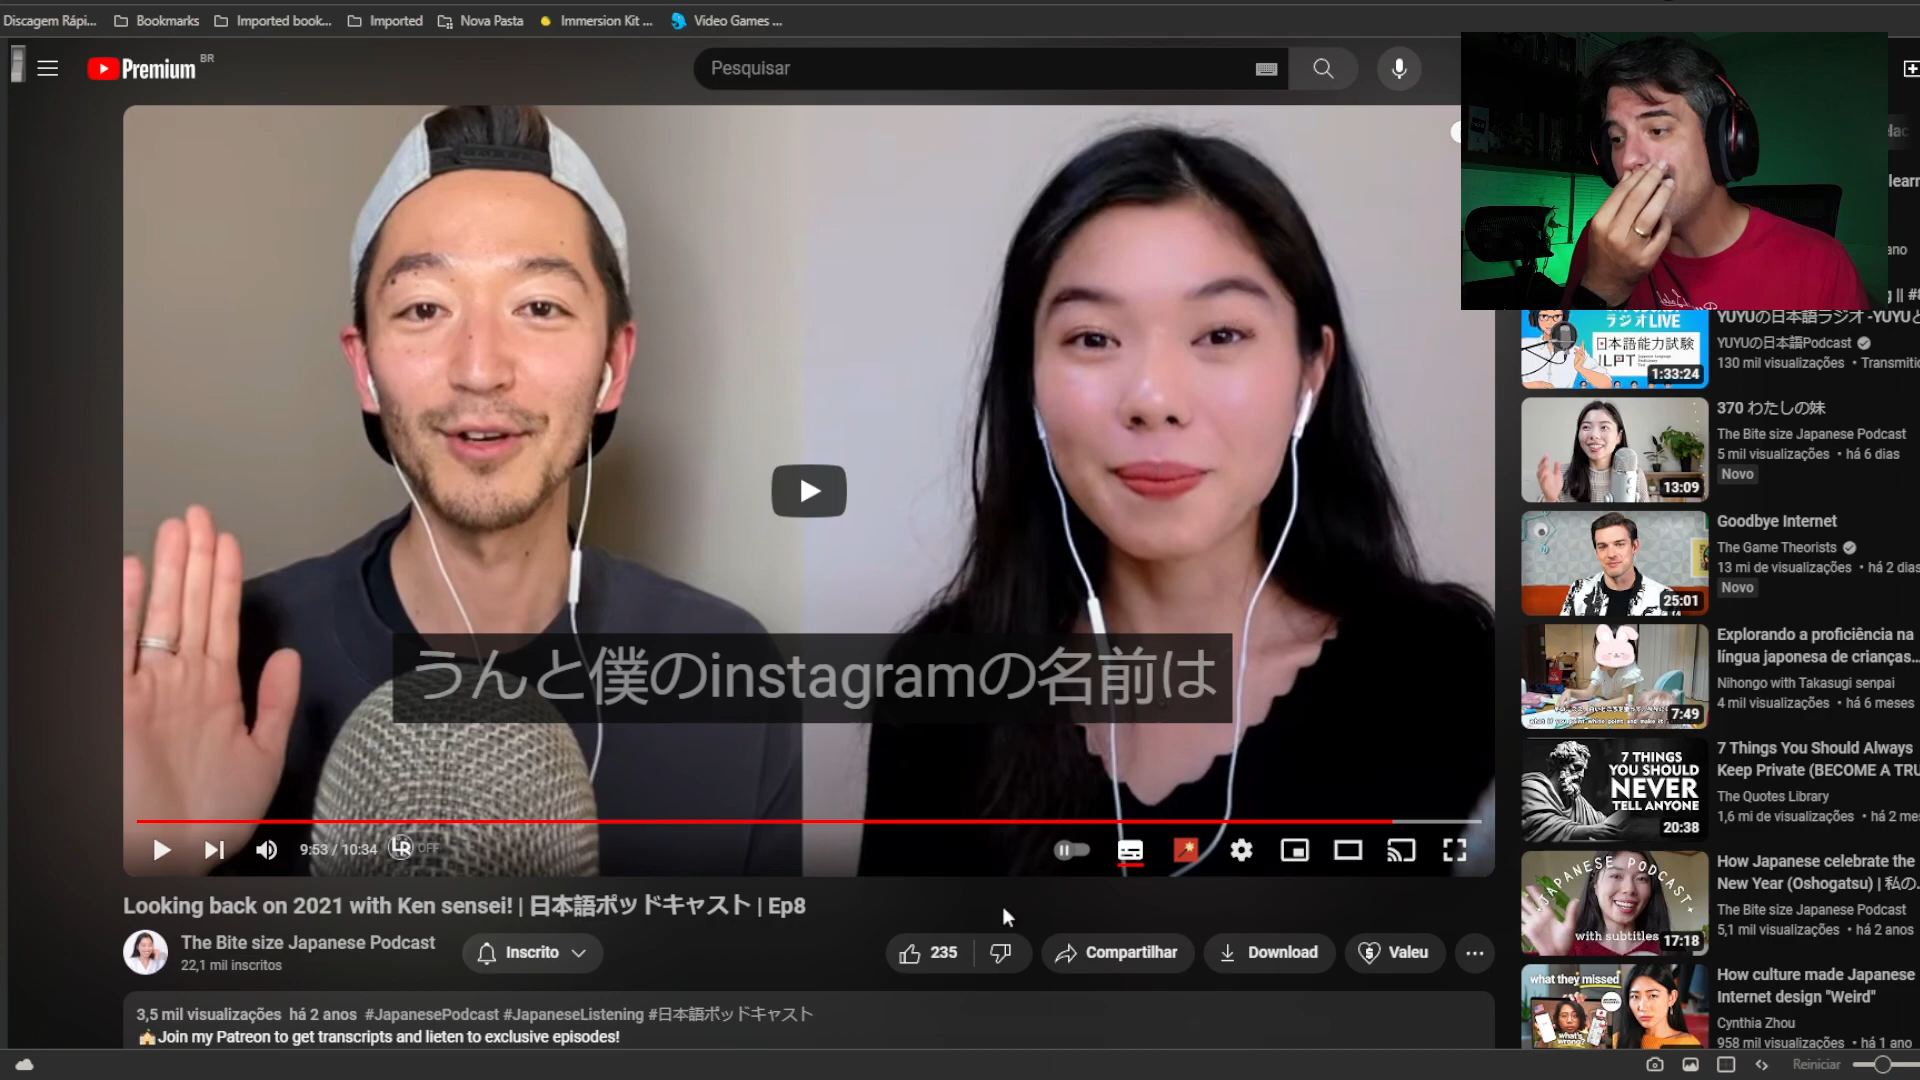 Discagem Rápi...
Bookmarks
Imported book...
Imported
Nova Pasta
Immersion Kit ...
Video Games ...
Premium BR
Pesquisar
うんと僕のinstagramの名前は
9:53 / 10:34
LR OFF
Looking back on 2021 with Ken sensei! | 日本語ポッドキャスト | Ep8
The Bite size Japanese Podcast
22,1 mil inscritos
Inscrito
235
Compartilhar
Download
Valeu
3,5 mil visualizações há 2 anos #JapanesePodcast #JapaneseListening #日本語ポッドキャスト
Join my Patreon to get transcripts and lieten to exclusive episodes!
ラジオLIVE
日本語能力試験
JLPT
1:33:24
YUYUの日本語ラジオ -YUYUと
YUYUの日本語Podcast
130 mil visualizações • Transmitic
13:09
370 わたしの妹
The Bite size Japanese Podcast
5 mil visualizações • há 6 dias
Novo
25:01
Goodbye Internet
The Game Theorists
13 mi de visualizações • há 2 dias
Novo
7:49
Explorando a proficiência na
língua japonesa de crianças...
Nihongo with Takasugi senpai
4 mil visualizações • há 6 meses
7 THINGS
YOU SHOULD
NEVER
TELL ANYONE
20:38
7 Things You Should Always
Keep Private (BECOME A TRU
The Quotes Library
1,6 mi de visualizações • há 2 mes
JAPANESE PODCAST
with subtitles
17:18
How Japanese celebrate the
New Year (Oshogatsu) | 私の...
The Bite size Japanese Podcast
5,1 mil visualizações • há 2 anos
what they missed
what's wrong?
How culture made Japanese
Internet design "Weird"
Cynthia Zhou
958 mil visualizações • há 1 ano
Reiniciar